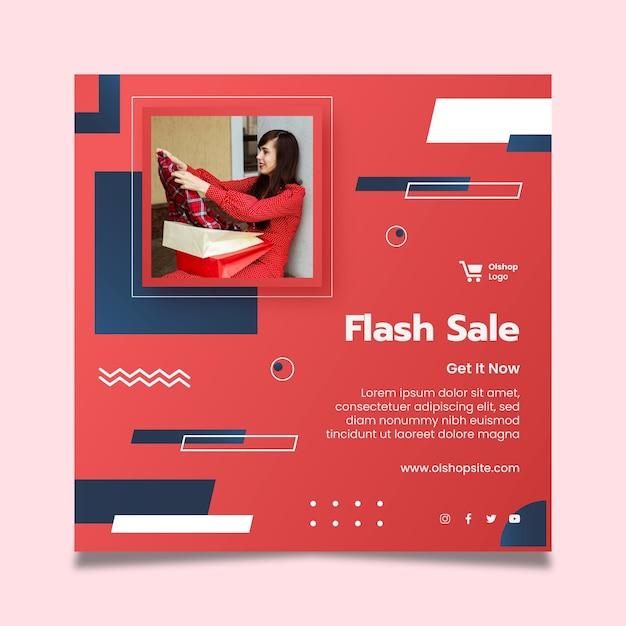 Olshop
Logo
Flash Sale
Get It Now
Lorem ipsum dolor sit amet,
consectetuer adipiscing elit, sed
diam nonummy nibh euismod
tincidunt ut laoreet dolore magna
www.olshopsite.com